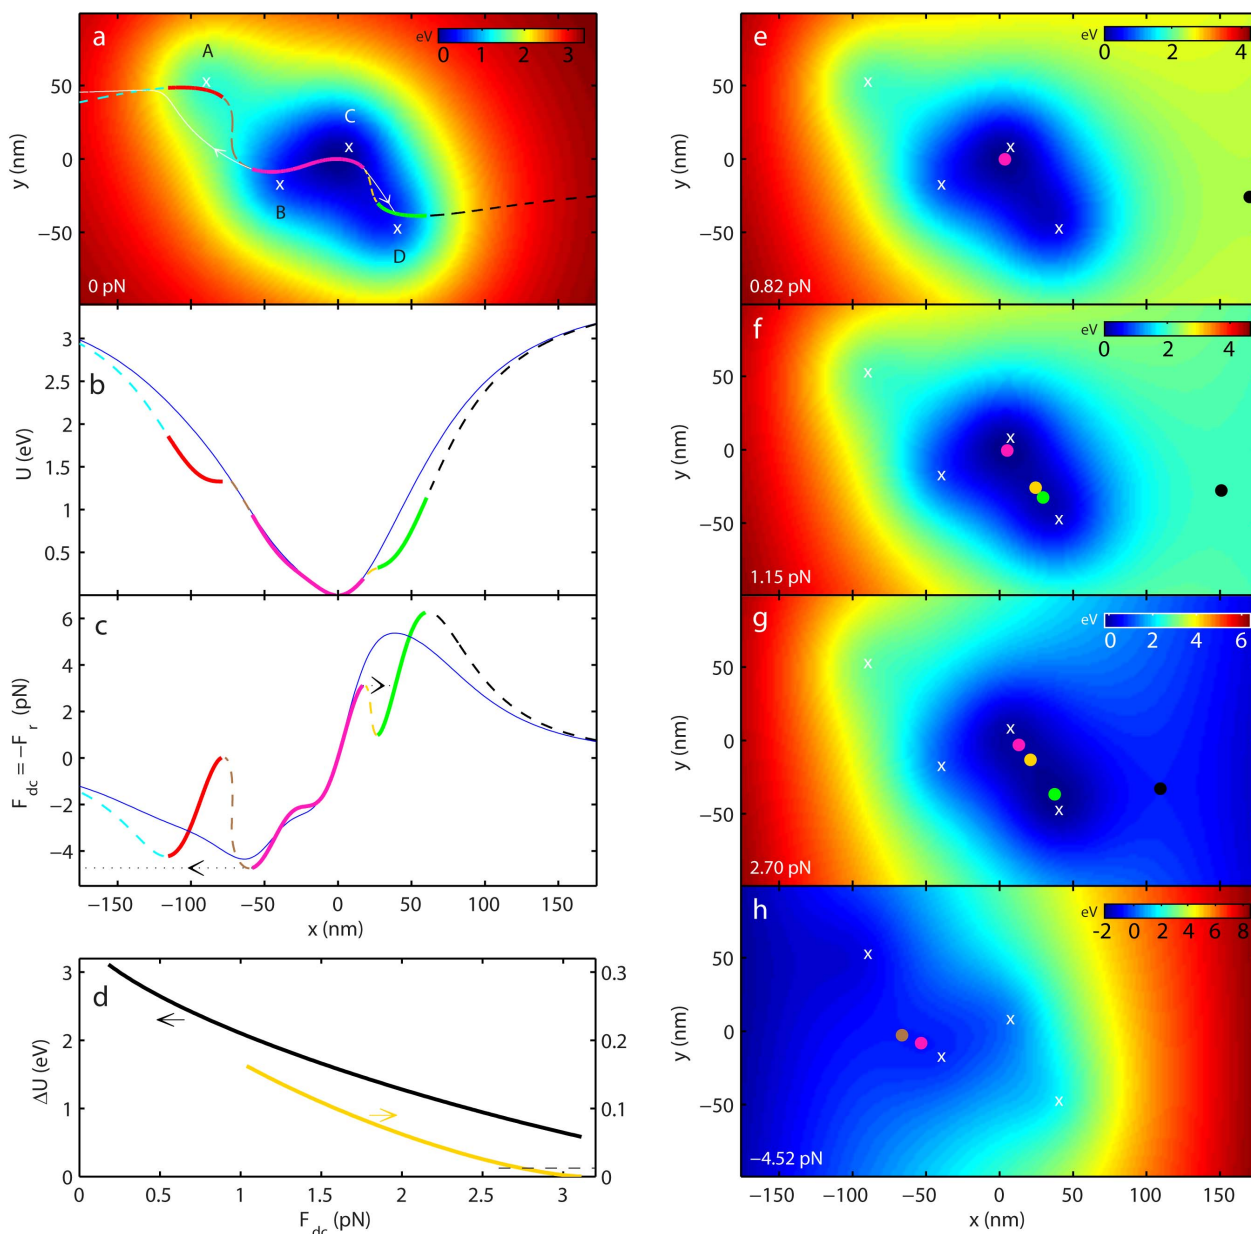 a
eV
0 1 2 3
A
x
C
x
x
B
x
D
50
0
−50
y (nm)
0 pN
b
3
2.5
2
1.5
1
0.5
U (eV)
c
6
4
2
0
−2
−4
F_dc = −F_r (pN)
−150 −100 −50 0 50 100 150
x (nm)
d
3
2
1
0
ΔU (eV)
0.3
0.2
0.1
0
0 0.5 1 1.5 2 2.5 3
F_dc (pN)
e
eV
0 2 4
x
x
x
x
50
0
−50
y (nm)
0.82 pN
f
eV
0 2 4
x
x
x
x
50
0
−50
y (nm)
1.15 pN
g
eV
0 2 4 6
x
x
x
x
50
0
−50
y (nm)
2.70 pN
h
eV
-2 0 2 4 6 8
x
x
x
x
50
0
−50
y (nm)
−4.52 pN
−150 −100 −50 0 50 100 150
x (nm)